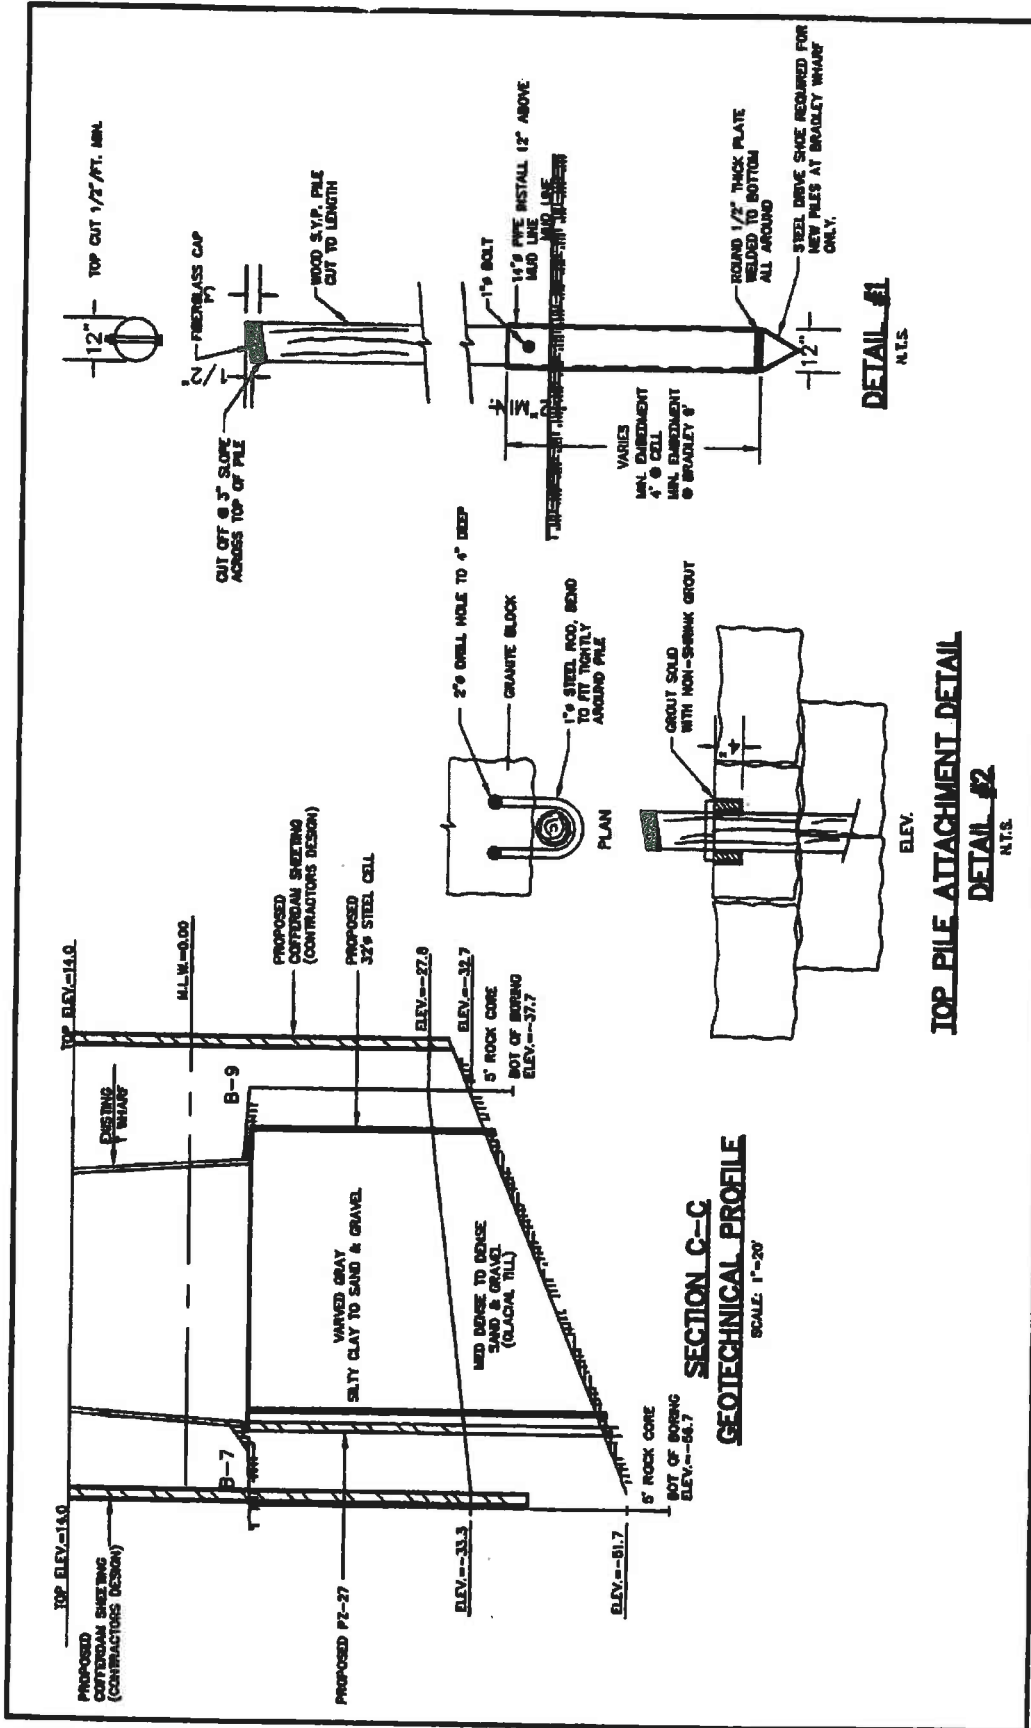 TOP ELEV.=14.0
PROPOSED
COFFERDAM SHEETING
(CONTRACTORS DESIGN)
EXISTING
WHARF
TOP ELEV.=14.0
M.L.W.=0.00
PROPOSED
COFFERDAM SHEETING
(CONTRACTORS DESIGN)
PROPOSED
32'ø STEEL CELL
B-7
B-9
VARVED GRAY
SILTY CLAY TO SAND & GRAVEL
PROPOSED PZ-27
ELEV.=-27.8
ELEV.=-32.7
5' ROCK CORE
BOT OF BORING
ELEV.=-37.7
MED DENSE TO DENSE
SAND & GRAVEL
(GLACIAL TILL)
ELEV.=-33.3
ELEV.=-51.7
5' ROCK CORE
BOT OF BORING
ELEV.=-56.7
SECTION C-C
GEOTECHNICAL PROFILE
SCALE: 1"=20'
2"ø DRILL HOLE TO 4" DEEP
GRANITE BLOCK
1"ø STEEL ROD, BEND
TO FIT TIGHTLY
AROUND PILE
PLAN
GROUT SOLID
WITH NON-SHRINK GROUT
4"
ELEV.
TOP PILE ATTACHMENT DETAIL
DETAIL #2
N.T.S.
12"
TOP CUT 1/2"/FT. MIN.
CUT OFF @ 3" SLOPE
ACROSS TOP OF PILE
1/2"
FIBERGLASS CAP
3"
WOOD S.Y.P. PILE
CUT TO LENGTH
1"ø BOLT
14"ø PIPE INSTALL 12" ABOVE
MUD LINE
MUD LINE
VARIES
MIN. EMBEDMENT
4' @ CELL
MIN. EMBEDMENT
@ BRADLEY 8'
ROUND 1/2" THICK PLATE
WELDED TO BOTTOM
ALL AROUND
STEEL DRIVE SHOE REQUIRED FOR
NEW PILES AT BRADLEY WHARF
ONLY.
12"
DETAIL #1
N.T.S.